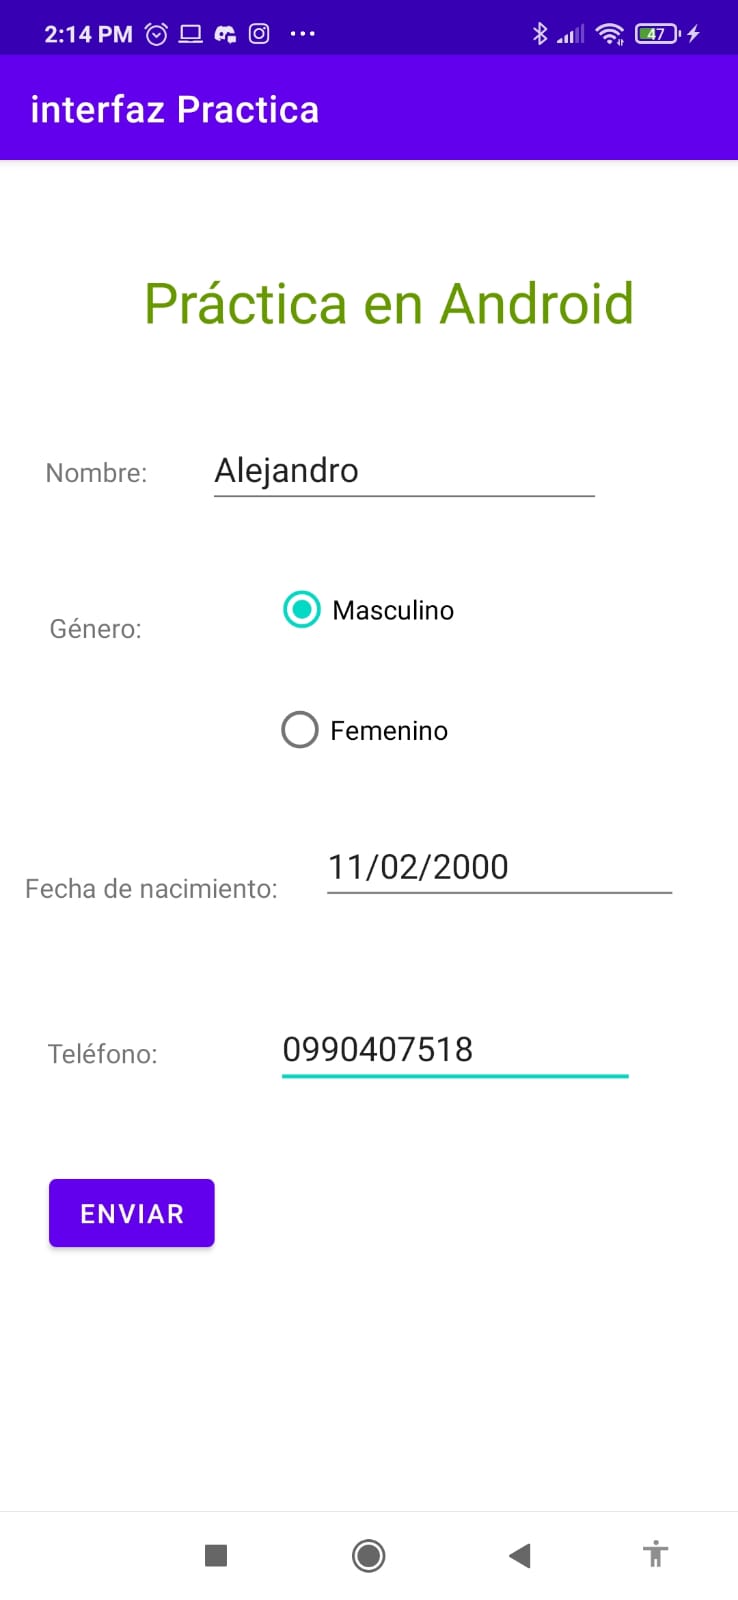 2:14 PM ... 47
interfaz Practica
Práctica en Android
Nombre: Alejandro
Género: Masculino
Femenino
Fecha de nacimiento: 11/02/2000
Teléfono: 0990407518
ENVIAR